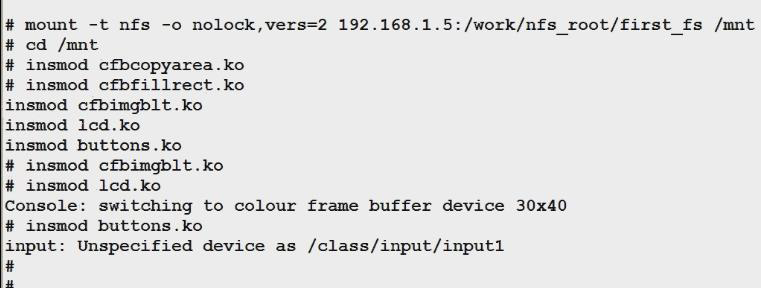 # mount -t nfs -o nolock,vers=2 192.168.1.5:/work/nfs_root/first_fs /mnt
# cd /mnt
# insmod cfbcopyarea.ko
# insmod cfbfillrect.ko
insmod cfbimgblt.ko
insmod lcd.ko
insmod buttons.ko
# insmod cfbimgblt.ko
# insmod lcd.ko
Console: switching to colour frame buffer device 30x40
# insmod buttons.ko
input: Unspecified device as /class/input/input1
#
#